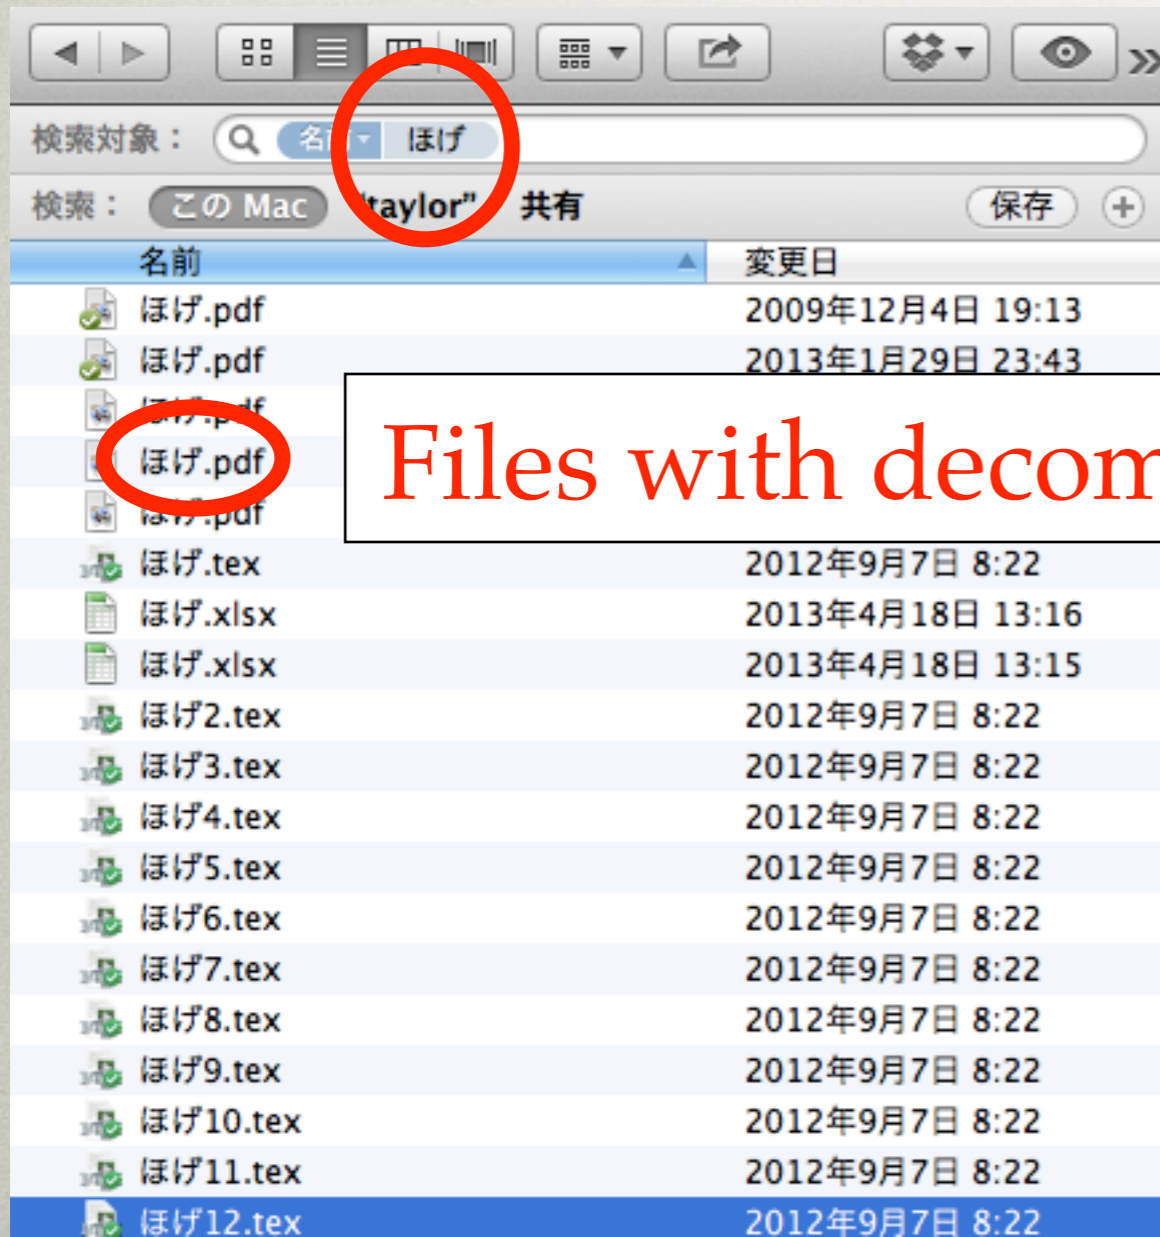 検索対象： 名前 ほげ
検索： この Mac "taylor" 共有 保存
名前 変更日
ほげ.pdf 2009年12月4日 19:13
ほげ.pdf 2013年1月29日 23:43
ほげ.pdf
ほげ.pdf
ほげ.pdf
Files with decom
ほげ.tex 2012年9月7日 8:22
ほげ.xlsx 2013年4月18日 13:16
ほげ.xlsx 2013年4月18日 13:15
ほげ2.tex 2012年9月7日 8:22
ほげ3.tex 2012年9月7日 8:22
ほげ4.tex 2012年9月7日 8:22
ほげ5.tex 2012年9月7日 8:22
ほげ6.tex 2012年9月7日 8:22
ほげ7.tex 2012年9月7日 8:22
ほげ8.tex 2012年9月7日 8:22
ほげ9.tex 2012年9月7日 8:22
ほげ10.tex 2012年9月7日 8:22
ほげ11.tex 2012年9月7日 8:22
ほげ12.tex 2012年9月7日 8:22